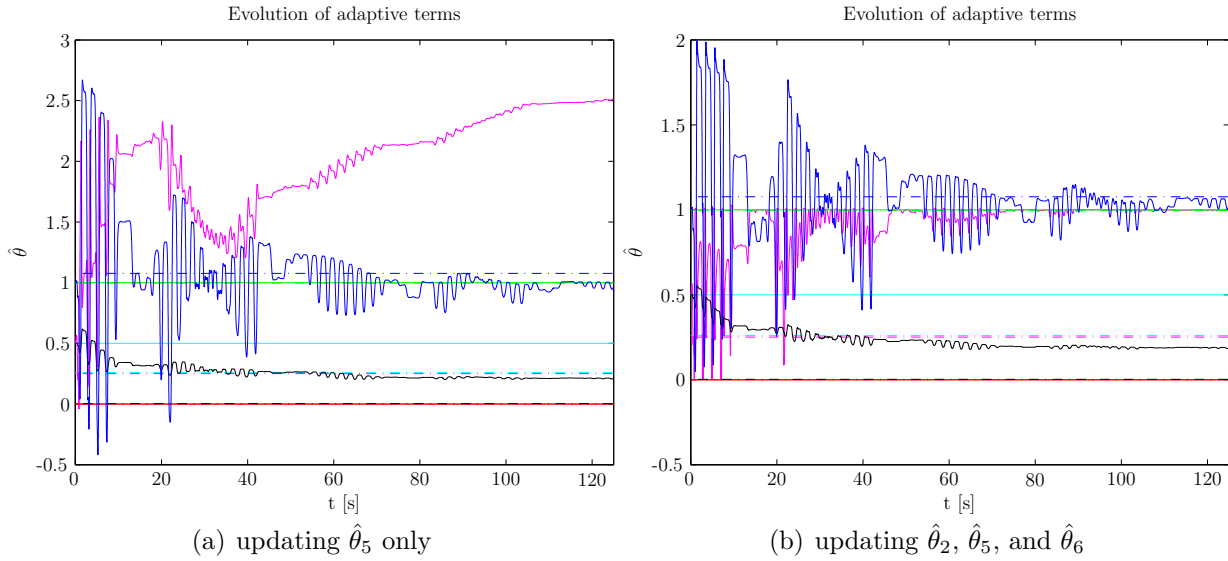 Evolution of adaptive terms
3
2.5
2
1.5
1
0.5
0
-0.5
θ̂
0 20 40 60 80 100 120
t [s]
(a) updating θ̂₅ only
Evolution of adaptive terms
2
1.5
1
0.5
0
-0.5
θ̂
0 20 40 60 80 100 120
t [s]
(b) updating θ̂₂, θ̂₅, and θ̂₆